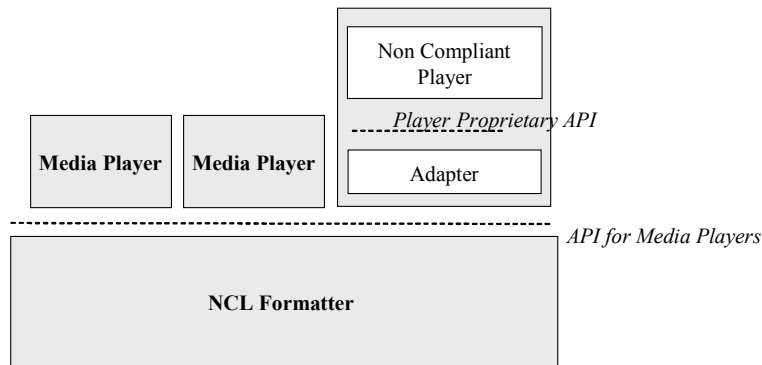 Non Compliant
Player
Player Proprietary API
Media Player
Media Player
Adapter
API for Media Players
NCL Formatter